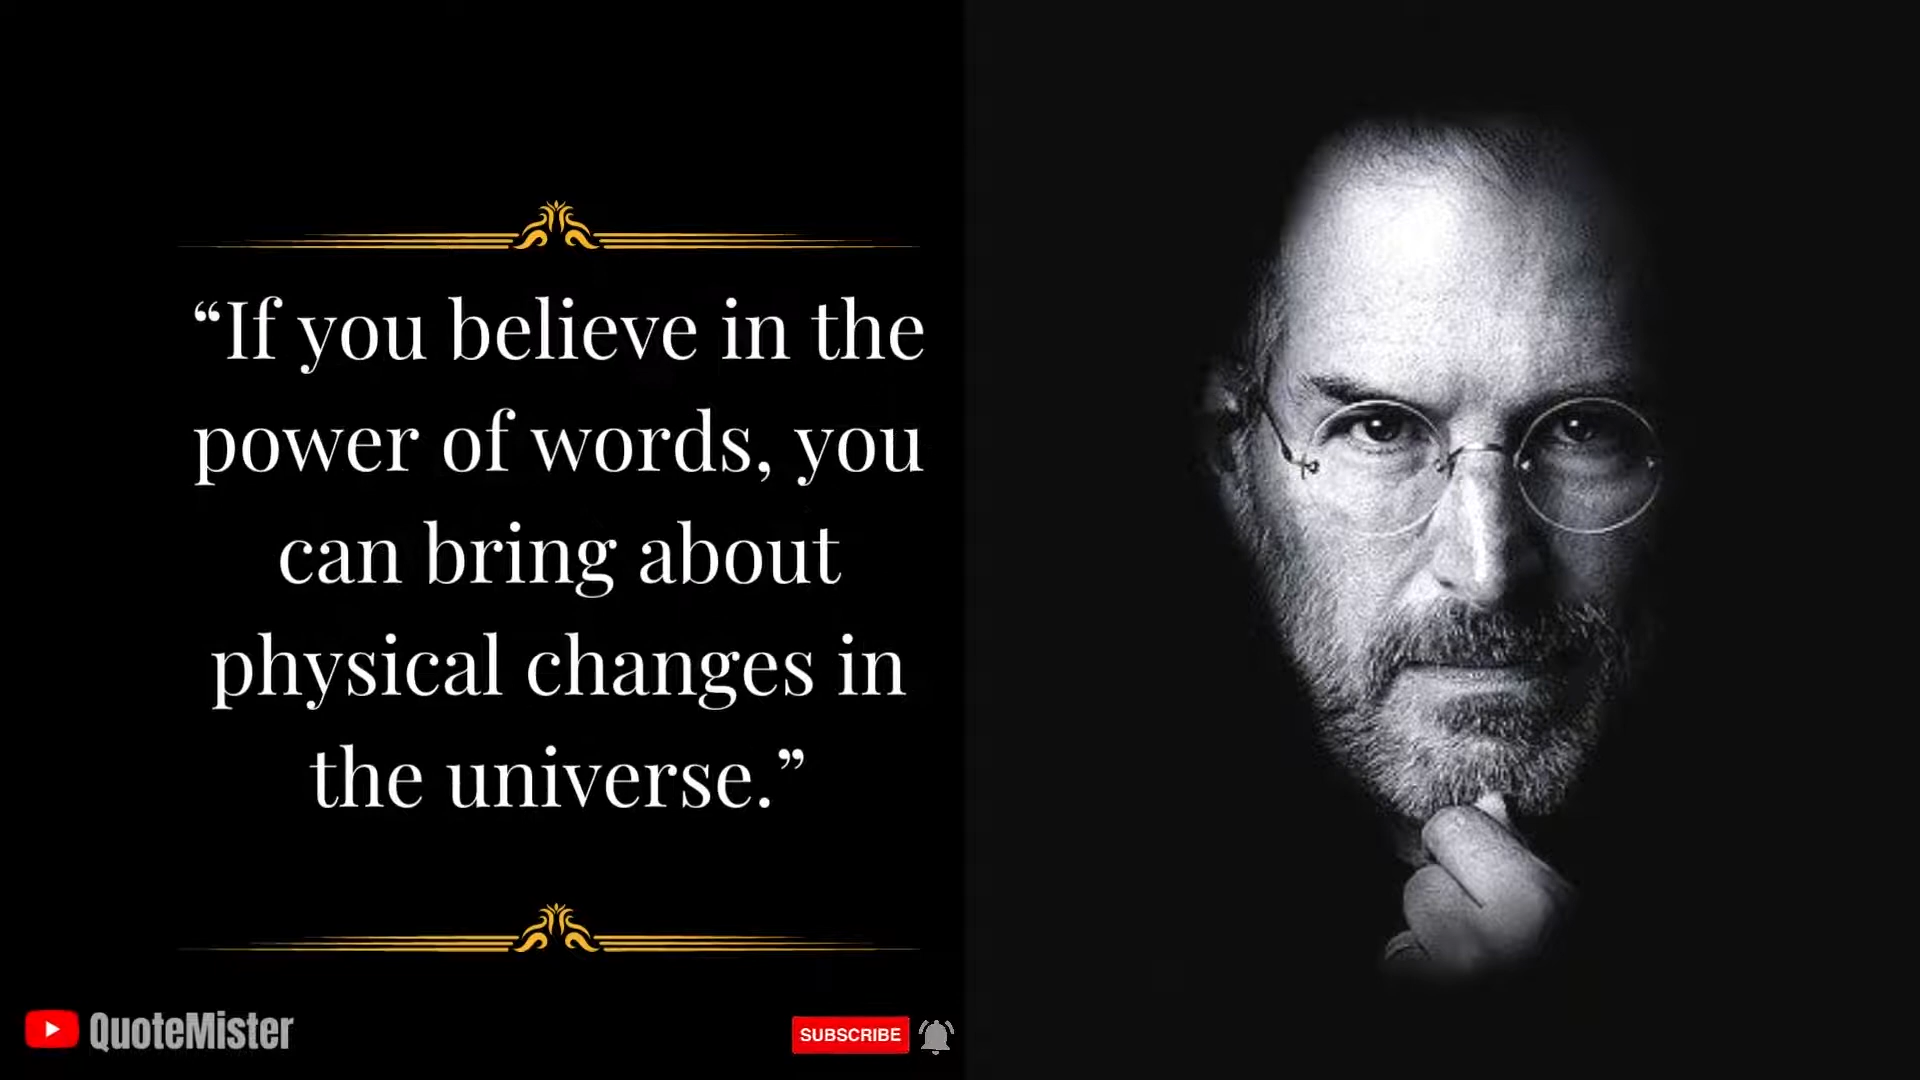 “If you believe in the
power of words, you
can bring about
physical changes in
the universe.”
QuoteMister
SUBSCRIBE